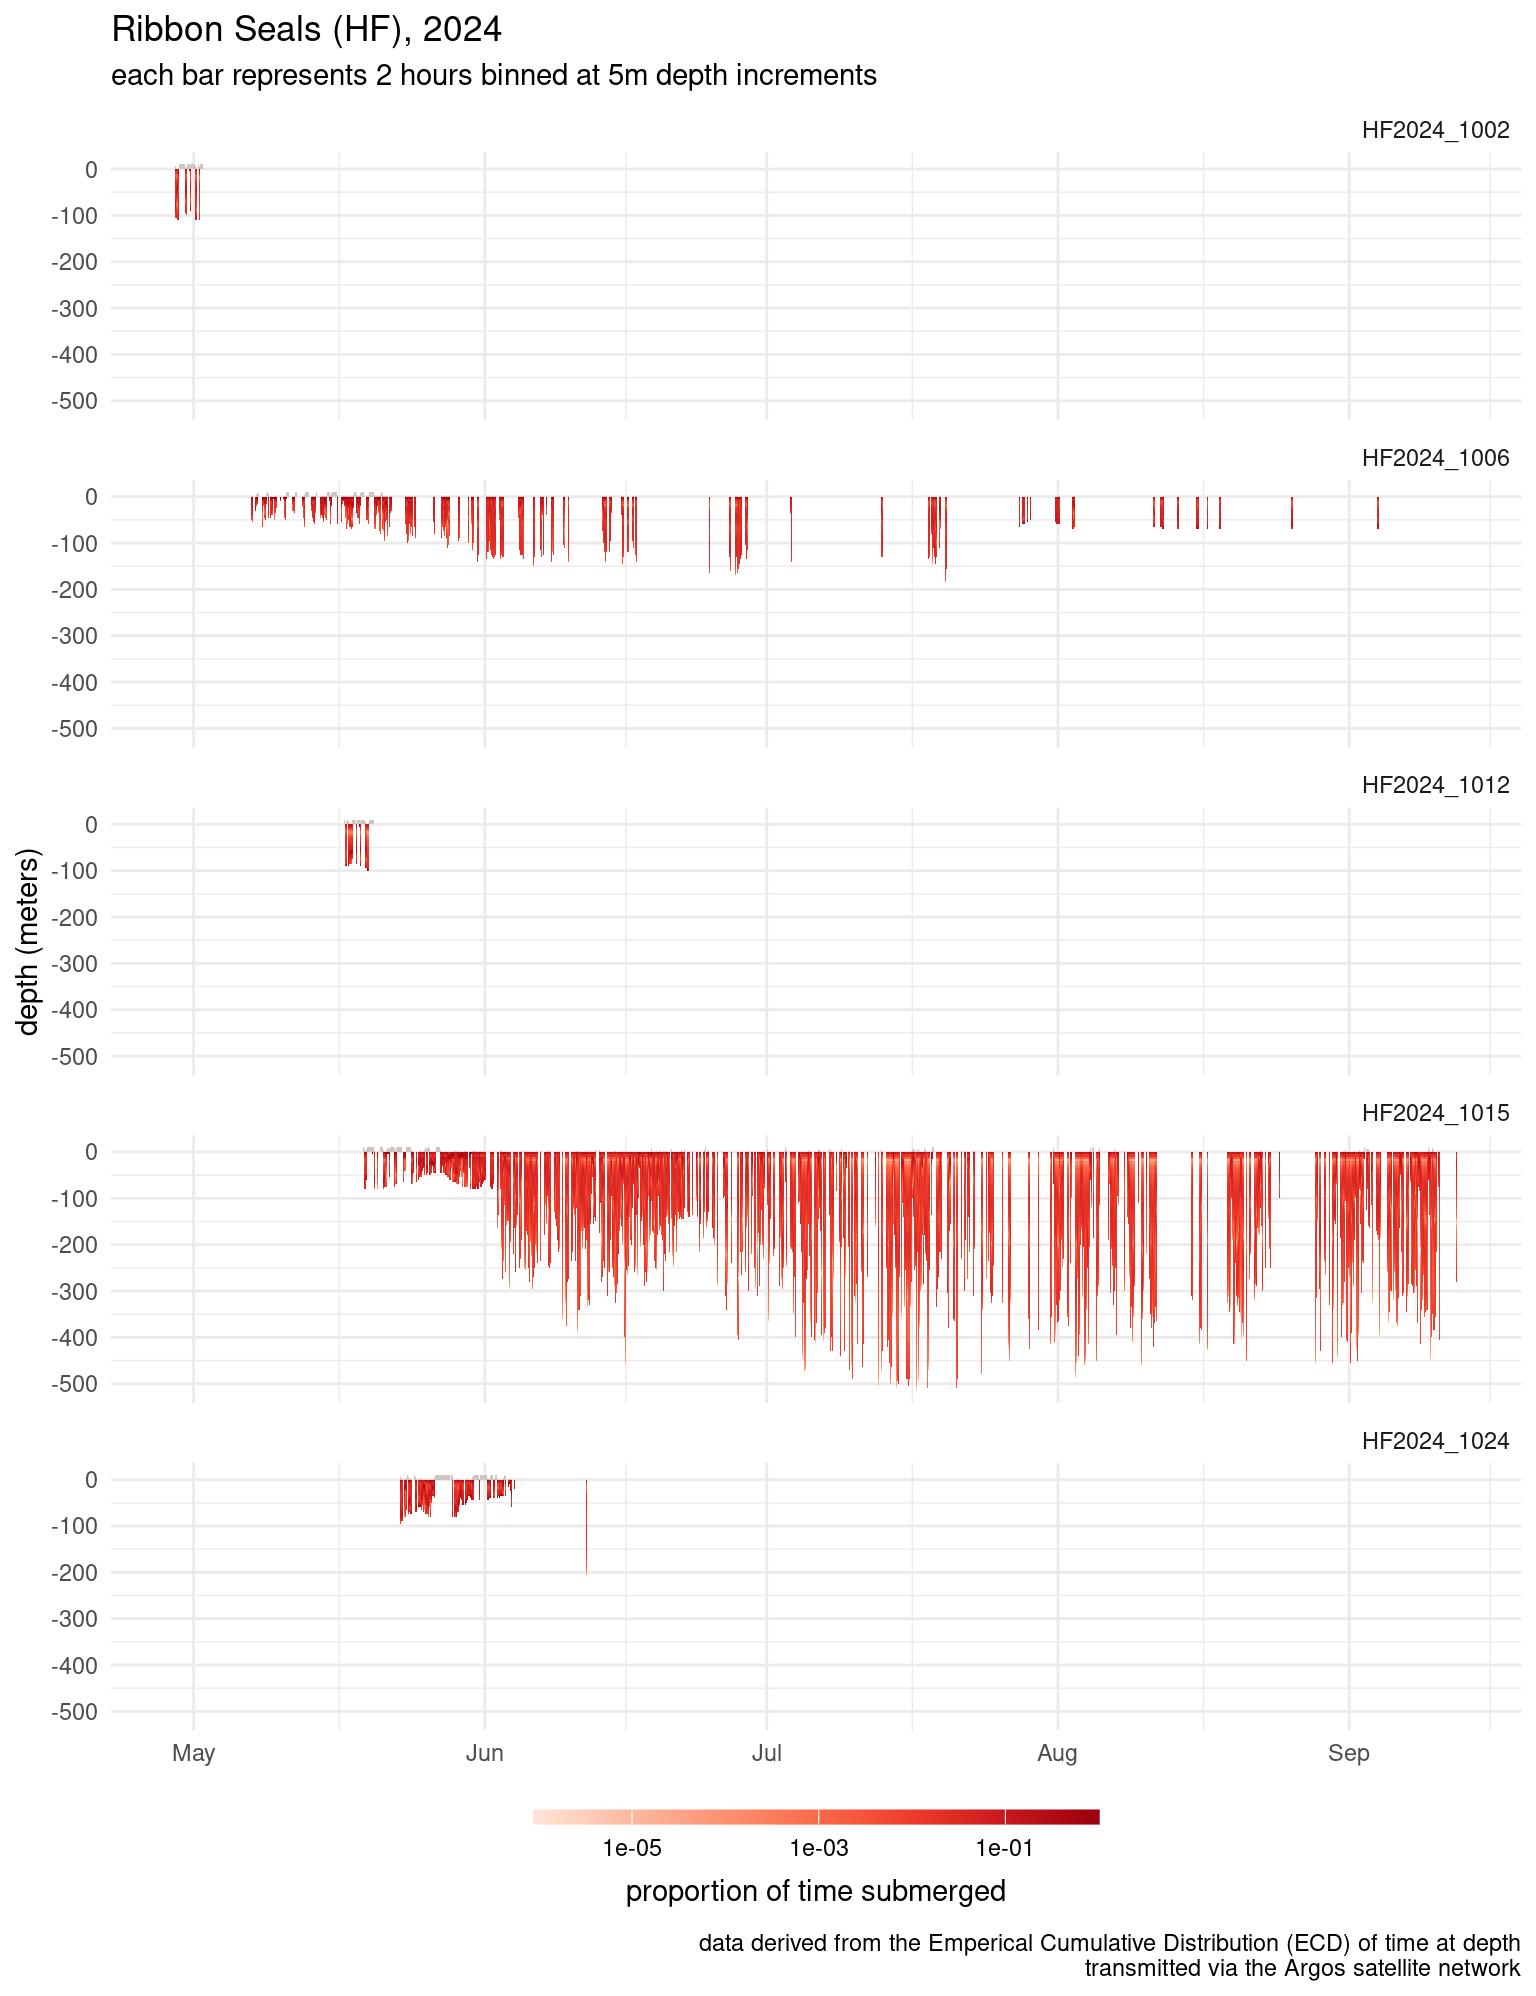 Ribbon Seals (HF), 2024
each bar represents 2 hours binned at 5m depth increments
HF2024_1002
0
-100
-200
-300
-400
-500
HF2024_1006
0
-100
-200
-300
-400
-500
HF2024_1012
0
-100
-200
-300
-400
-500
depth (meters)
HF2024_1015
0
-100
-200
-300
-400
-500
HF2024_1024
0
-100
-200
-300
-400
-500
May Jun Jul Aug Sep
1e-05 1e-03 1e-01
proportion of time submerged
data derived from the Emperical Cumulative Distribution (ECD) of time at depth
transmitted via the Argos satellite network